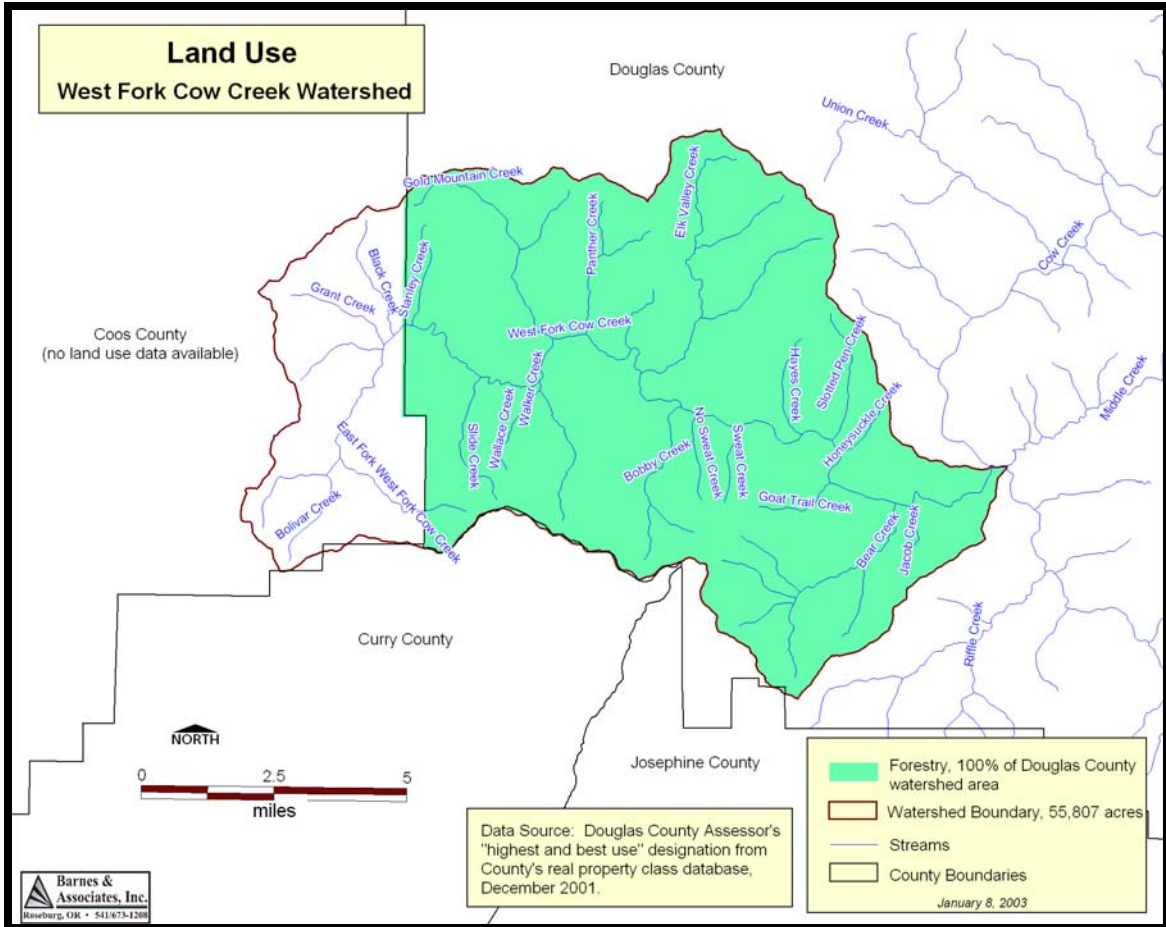 Land Use
West Fork Cow Creek Watershed
Douglas County
Union Creek
Gold Mountain Creek
Elk Valley Creek
Panther Creek
Cow Creek
Black Creek
Stanley Creek
Grant Creek
West Fork Cow Creek
Coos County
(no land use data available)
Hayes Creek
Slotted Pen Creek
Middle Creek
Walker Creek
Wallace Creek
Slide Creek
Honeysuckle Creek
No Sweat Creek
Sweat Creek
Bobby Creek
East Fork West Fork Cow Creek
Goat Trail Creek
Bolivar Creek
Bear Creek
Jacob Creek
Riffle Creek
Curry County
Josephine County
NORTH
0 2.5 5
miles
Data Source: Douglas County Assessor's
"highest and best use" designation from
County's real property class database,
December 2001.
Forestry, 100% of Douglas County
watershed area
Watershed Boundary, 55,807 acres
Streams
County Boundaries
January 8, 2003
Barnes &
Associates, Inc.
Roseburg, OR • 541/673-1208